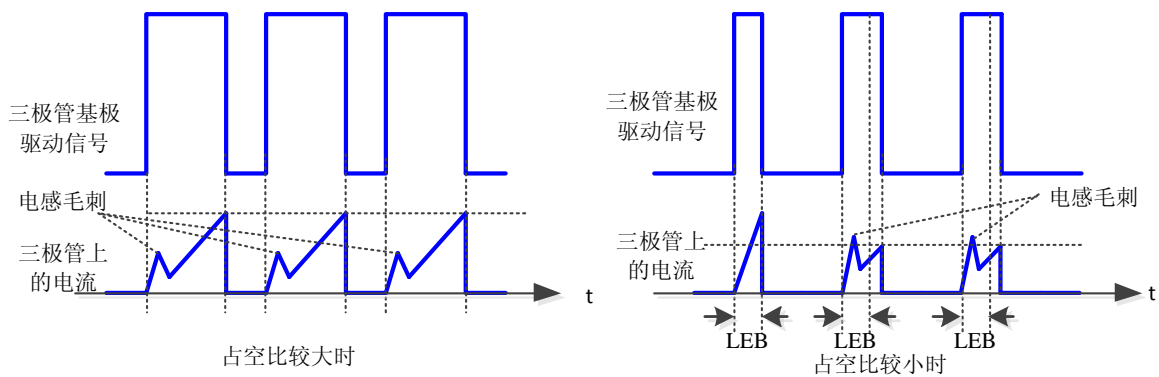 三极管基极
驱动信号
电感毛刺
三极管上
的电流
t
占空比较大时
三极管基极
驱动信号
电感毛刺
三极管上
的电流
t
LEB
LEB
LEB
占空比较小时